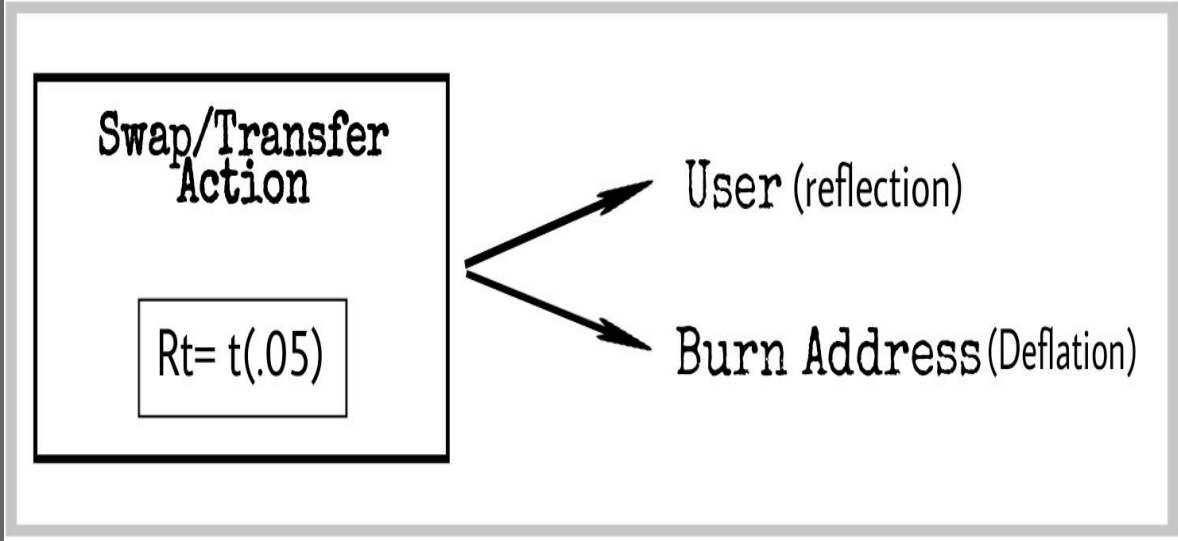 Swap/Transfer
Action
Rt= t(.05)
User (reflection)
Burn Address (Deflation)